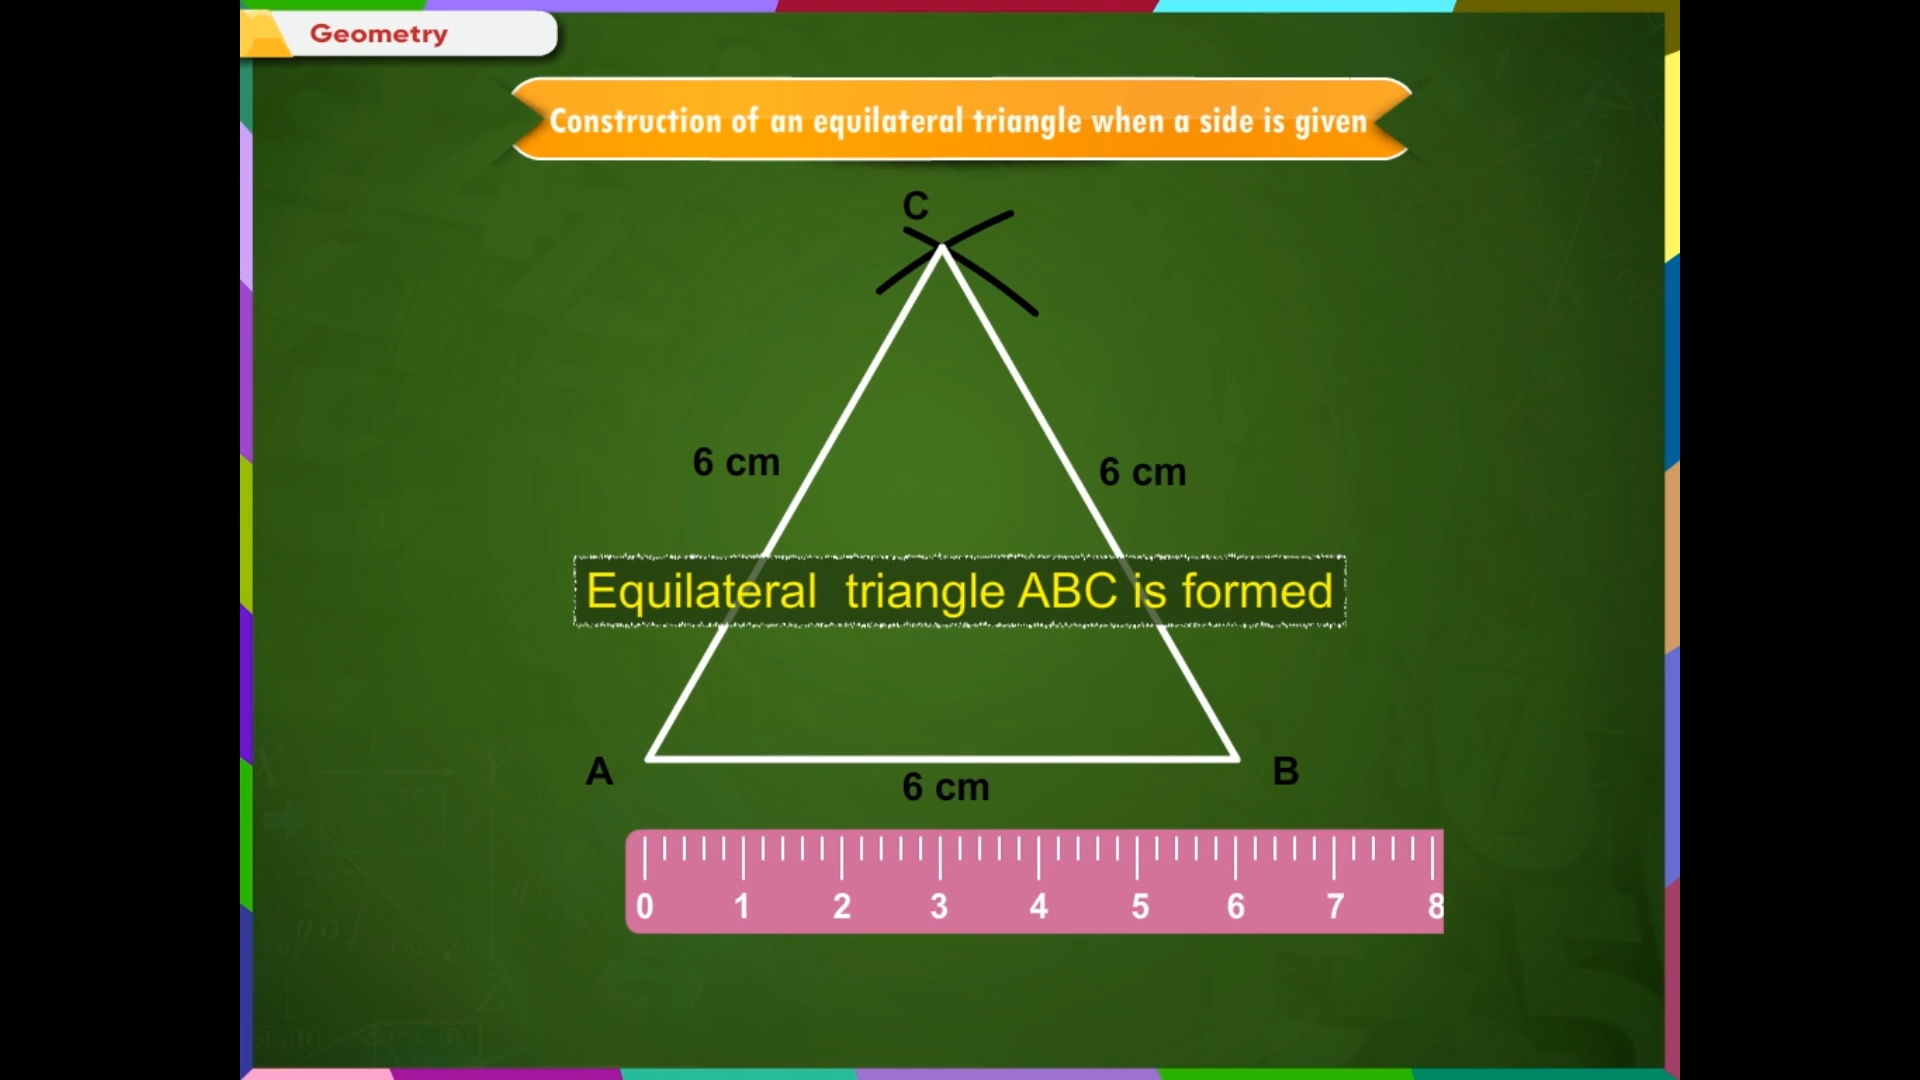 Geometry
Construction of an equilateral triangle when a side is given
C
6 cm
6 cm
Equilateral triangle ABC is formed
A
B
6 cm
0 1 2 3 4 5 6 7 8